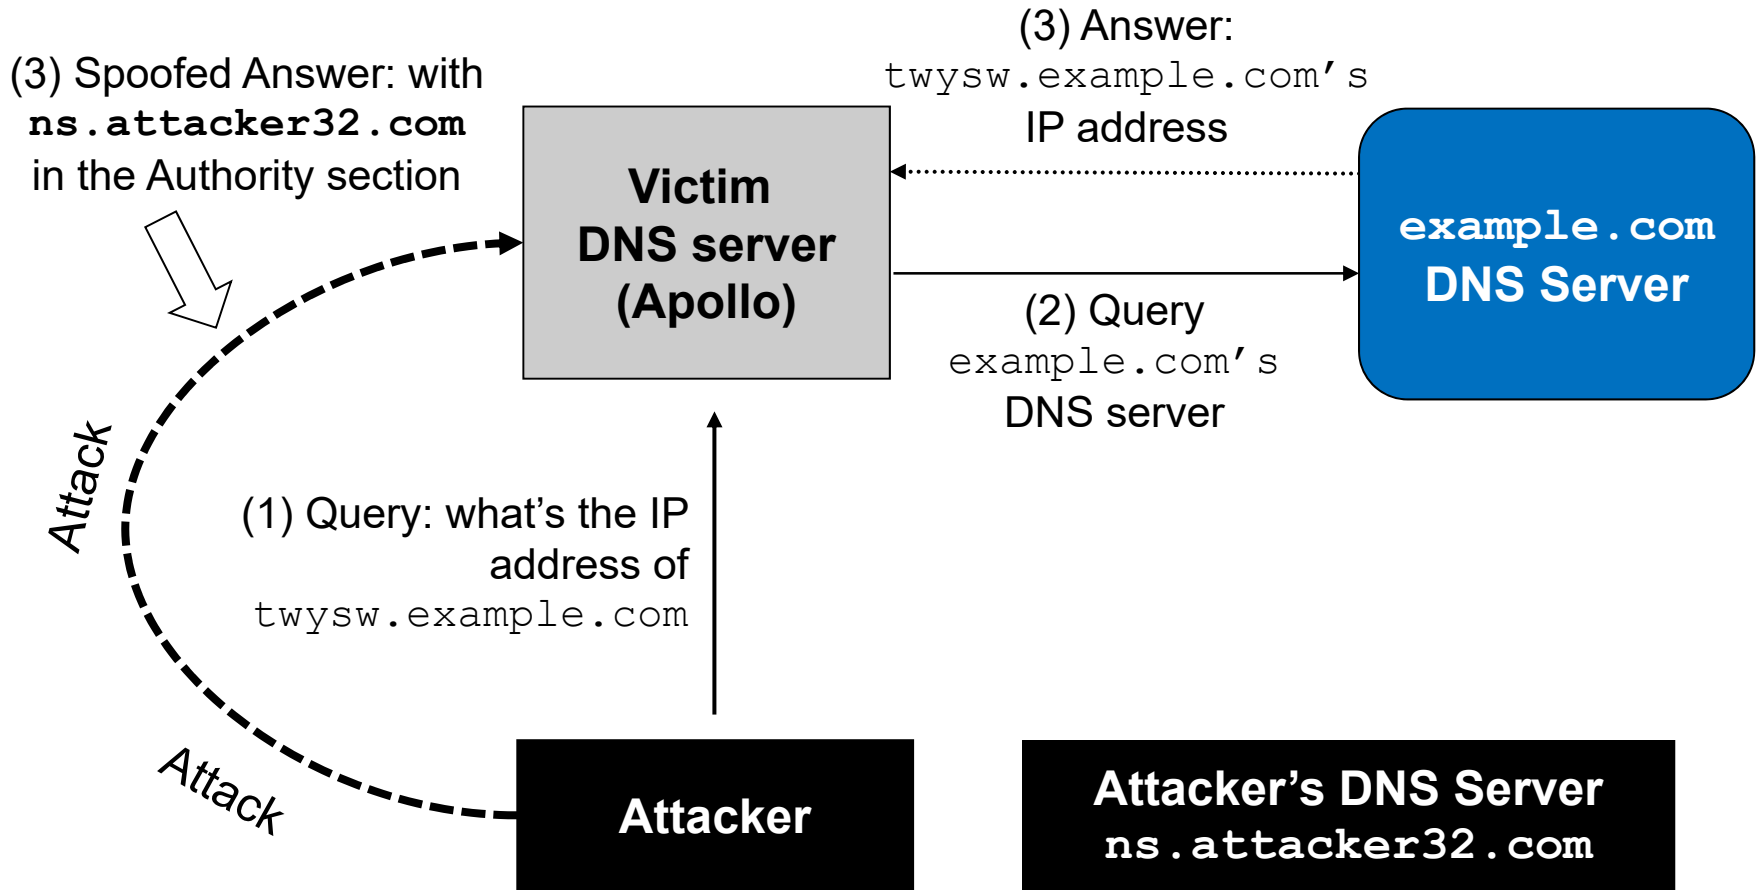 (3) Spoofed Answer: with
ns.attacker32.com
in the Authority section
(3) Answer:
twysw.example.com’s
IP address
Victim
DNS server
(Apollo)
example.com
DNS Server
(2) Query
example.com’s
DNS server
Attack
(1) Query: what’s the IP
address of
twysw.example.com
Attack
Attacker
Attacker’s DNS Server
ns.attacker32.com